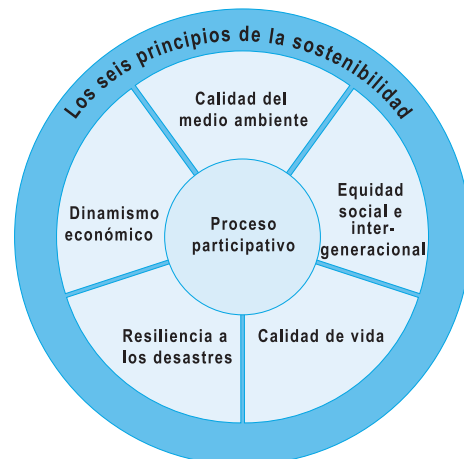 Los seis principios de la sostenibilidad
Calidad del
medio ambiente
Equidad
social e
inter-
generacional
Dinamismo
económico
Proceso
participativo
Resiliencia a
los desastres
Calidad de vida